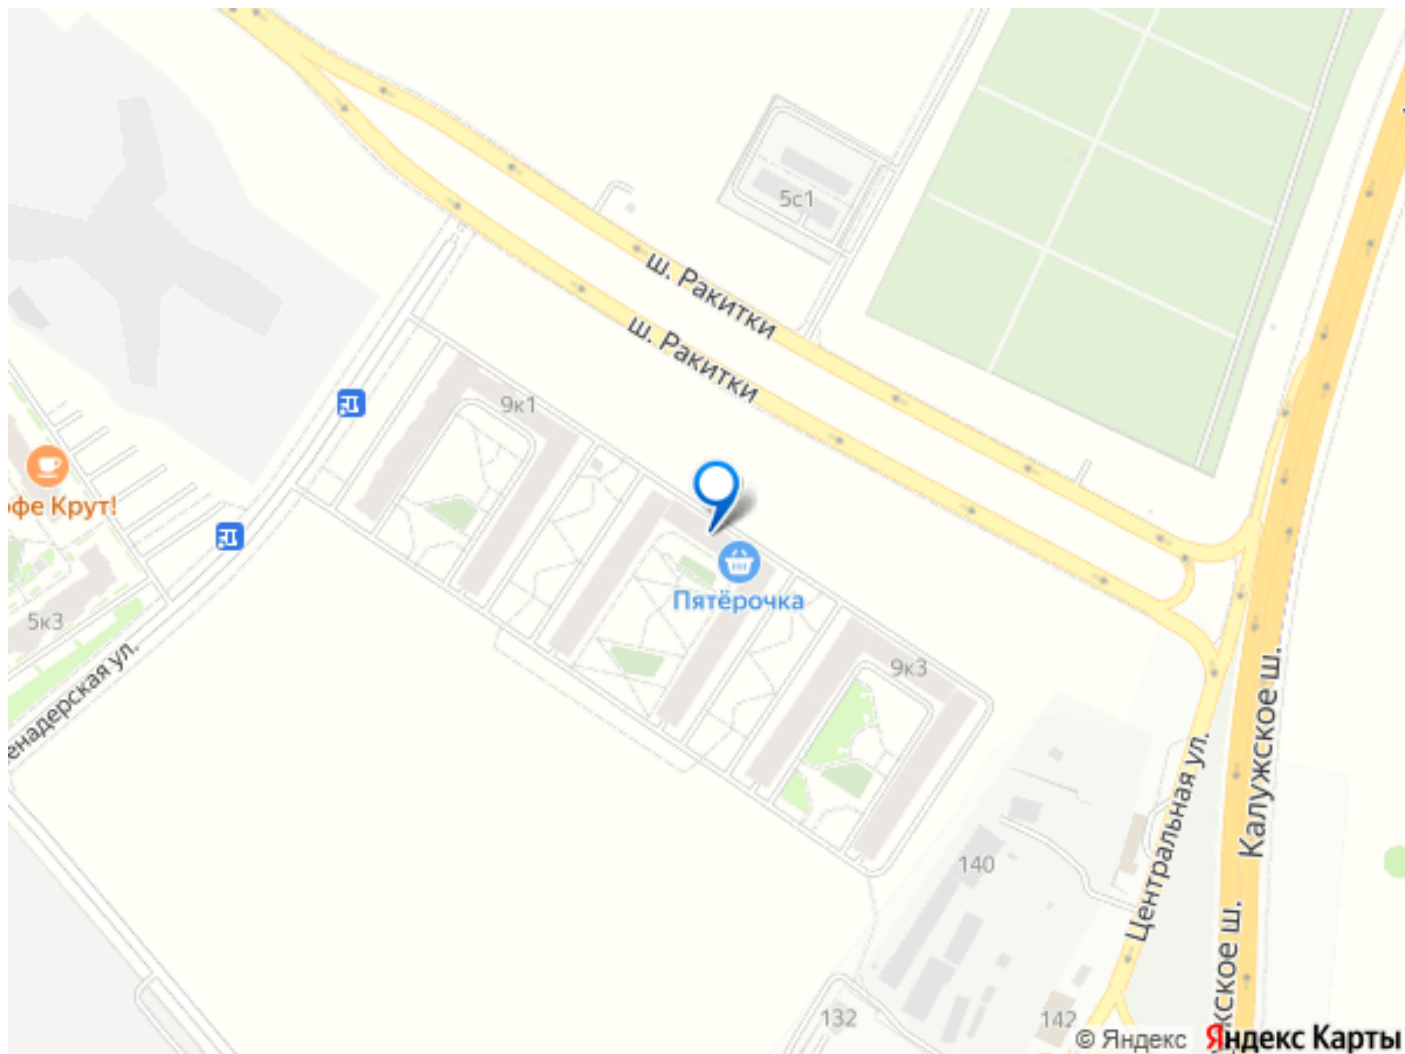 5с1
ш. Ракитки
ш. Ракитки
9к1
офе Крут!
Пятёрочка
5к3
9к3
енадерская ул.
Калужское ш.
Центральная ул.
140
жское ш.
132
142
© Яндекс
Яндекс Карты